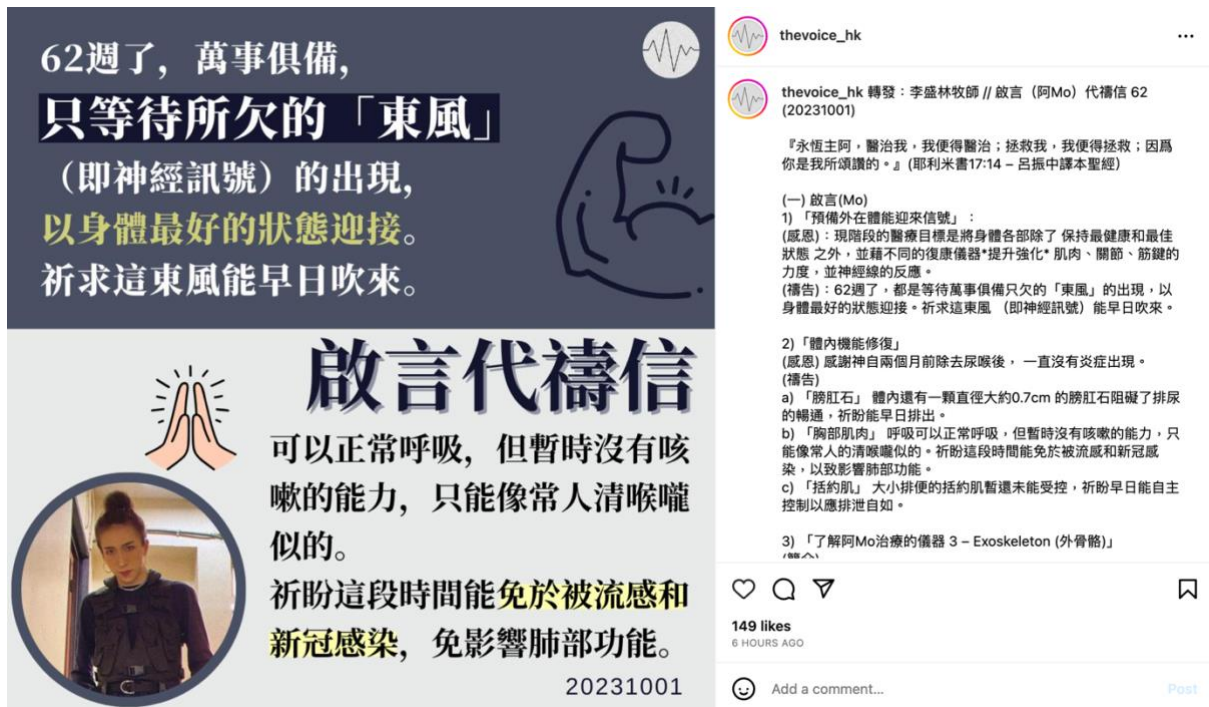 62週了，萬事俱備，
只等待所欠的「東風」
（即神經訊號）的出現，
以身體最好的狀態迎接。
祈求這東風能早日吹來。
啟言代禱信
可以正常呼吸，但暫時沒有咳
嗽的能力，只能像常人清喉嚨
似的。
祈盼這段時間能免於被流感和
新冠感染，免影響肺部功能。
20231001
thevoice_hk
thevoice_hk 轉發：李盛林牧師 // 啟言（阿Mo）代禱信 62
(20231001)
『永恆主阿，醫治我，我便得醫治；拯救我，我便得拯救；因爲
你是我所頌讚的。』(耶利米書17:14 – 呂振中譯本聖經)
(一) 啟言(Mo)
1) 「預備外在體能迎來信號」：
(感恩)：現階段的醫療目標是將身體各部除了 保持最健康和最佳
狀態 之外，並藉不同的復康儀器*提升強化* 肌肉、關節、筋鍵的
力度，並神經線的反應。
(禱告)：62週了，都是等待萬事俱備只欠的「東風」的出現，以
身體最好的狀態迎接。祈求這東風 （即神經訊號）能早日吹來。
2)「體內機能修復」
(感恩) 感謝神自兩個月前除去尿喉後， 一直沒有炎症出現。
(禱告)
a) 「膀肛石」 體內還有一顆直徑大約0.7cm 的膀肛石阻礙了排尿
的暢通，祈盼能早日排出。
b) 「胸部肌肉」 呼吸可以正常呼吸，但暫時沒有咳嗽的能力，只
能像常人的清喉嚨似的。祈盼這段時間能免於被流感和新冠感
染，以致影響肺部功能。
c) 「括約肌」 大小排便的括約肌暫還未能受控，祈盼早日能自主
控制以應排泄自如。
3) 「了解阿Mo治療的儀器 3 – Exoskeleton (外骨骼)」
149 likes
6 HOURS AGO
Add a comment...
Post